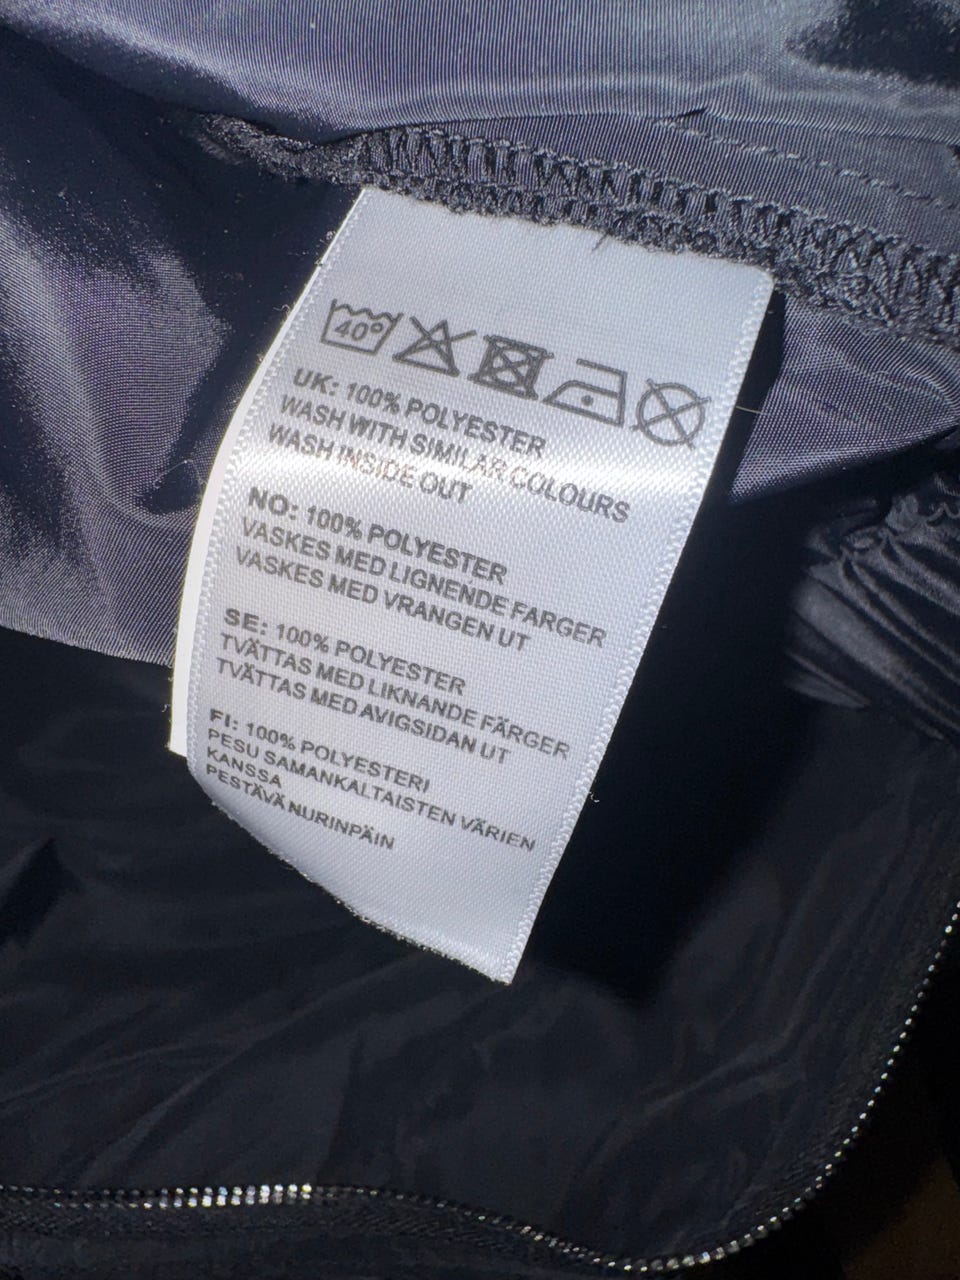 40°
UK: 100% POLYESTER
WASH WITH SIMILAR COLOURS
WASH INSIDE OUT
NO: 100% POLYESTER
VASKES MED LIGNENDE FARGER
VASKES MED VRANGEN UT
SE: 100% POLYESTER
TVÄTTAS MED LIKNANDE FÄRGER
TVÄTTAS MED AVIGSIDAN UT
FI: 100% POLYESTERI
PESU SAMANKALTAISTEN VÄRIEN
KANSSA
PESTÄVÄ NURINPÄIN